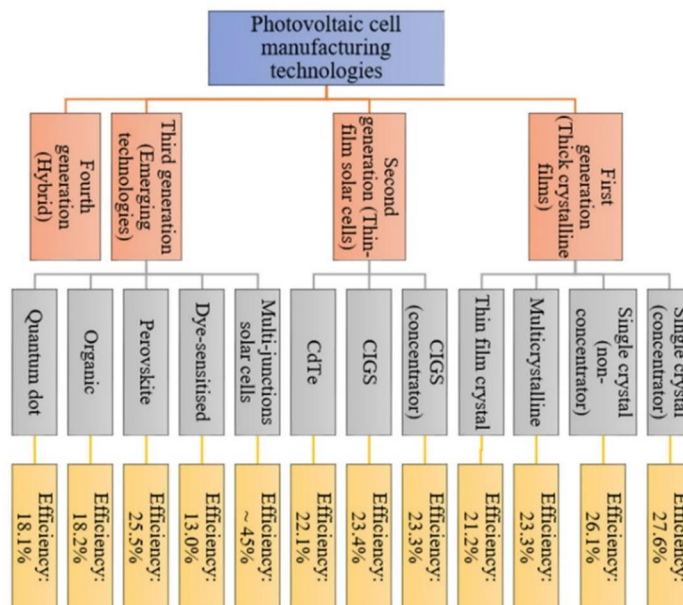 Photovoltaic cell
manufacturing
technologies
First
generation
(Thick crystalline
films)
Second
generation (Thin-
film solar cells)
Third generation
(Emerging
technologies)
Fourth
generation
(Hybrid)
Single crystal
(concentrator)
Single crystal
(non-
concentrator)
Multicrystalline
Thin film crystal
CIGS
(concentrator)
CIGS
CdTe
Multi-junctions
solar cells
Dye-sensitised
Perovskite
Organic
Quantum dot
Efficiency:
27.6%
Efficiency:
26.1%
Efficiency:
23.3%
Efficiency:
21.2%
Efficiency:
23.3%
Efficiency:
23.4%
Efficiency:
22.1%
Efficiency:
~ 45%
Efficiency:
13.0%
Efficiency:
25.5%
Efficiency:
18.2%
Efficiency:
18.1%